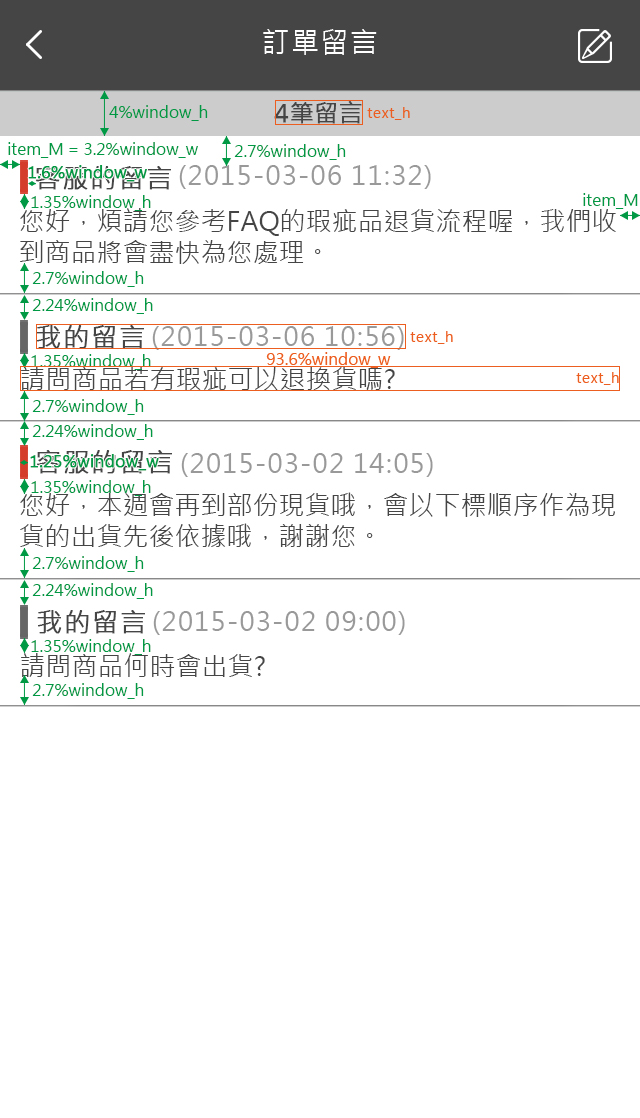 訂單留言
4%window_h
4筆留言 text_h
item_M = 3.2%window_w
2.7%window_h
1.6%window_w
客服的留言 (2015-03-06 11:32)
1.35%window_h
item_M
您好，煩請您參考FAQ的瑕疵品退貨流程喔，我們收
到商品將會盡快為您處理。
2.7%window_h
2.24%window_h
我的留言 (2015-03-06 10:56) text_h
1.35%window_h
93.6%window_w
請問商品若有瑕疵可以退換貨嗎? text_h
2.7%window_h
2.24%window_h
客服的留言 (2015-03-02 14:05)
1.25%window_w
1.35%window_h
您好，本週會再到部份現貨哦，會以下標順序作為現
貨的出貨先後依據哦，謝謝您。
2.7%window_h
2.24%window_h
我的留言 (2015-03-02 09:00)
1.35%window_h
請問商品何時會出貨?
2.7%window_h